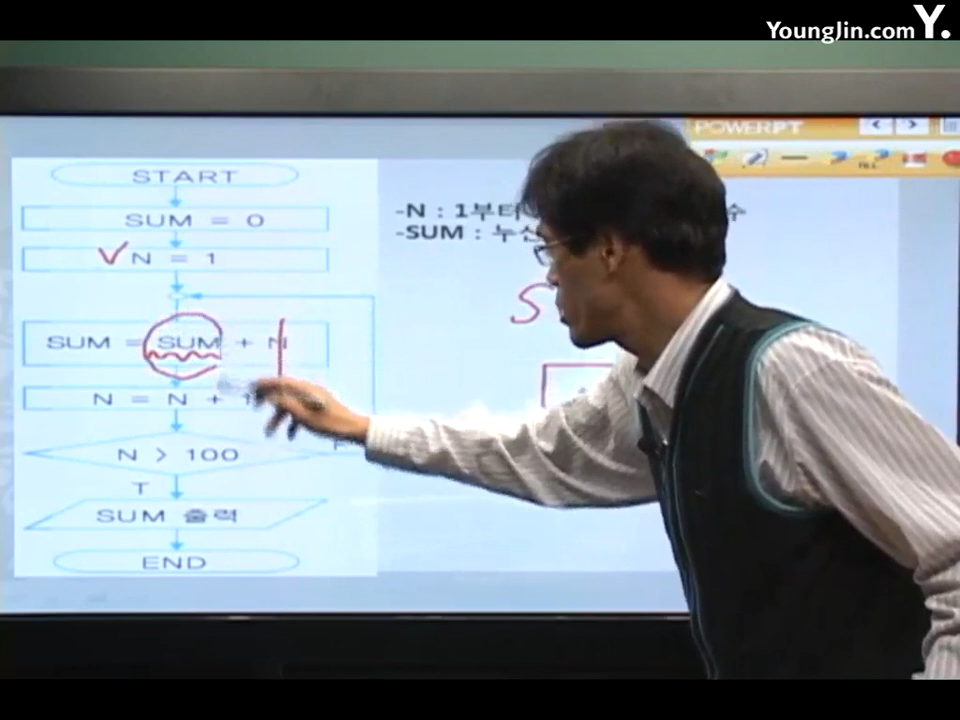 YoungJin.com Y.
POWERPT
START
SUM = 0
N = 1
SUM = SUM + N
N = N + 1
N > 100
T
SUM 출력
END
-N : 1부터 수
-SUM :
S